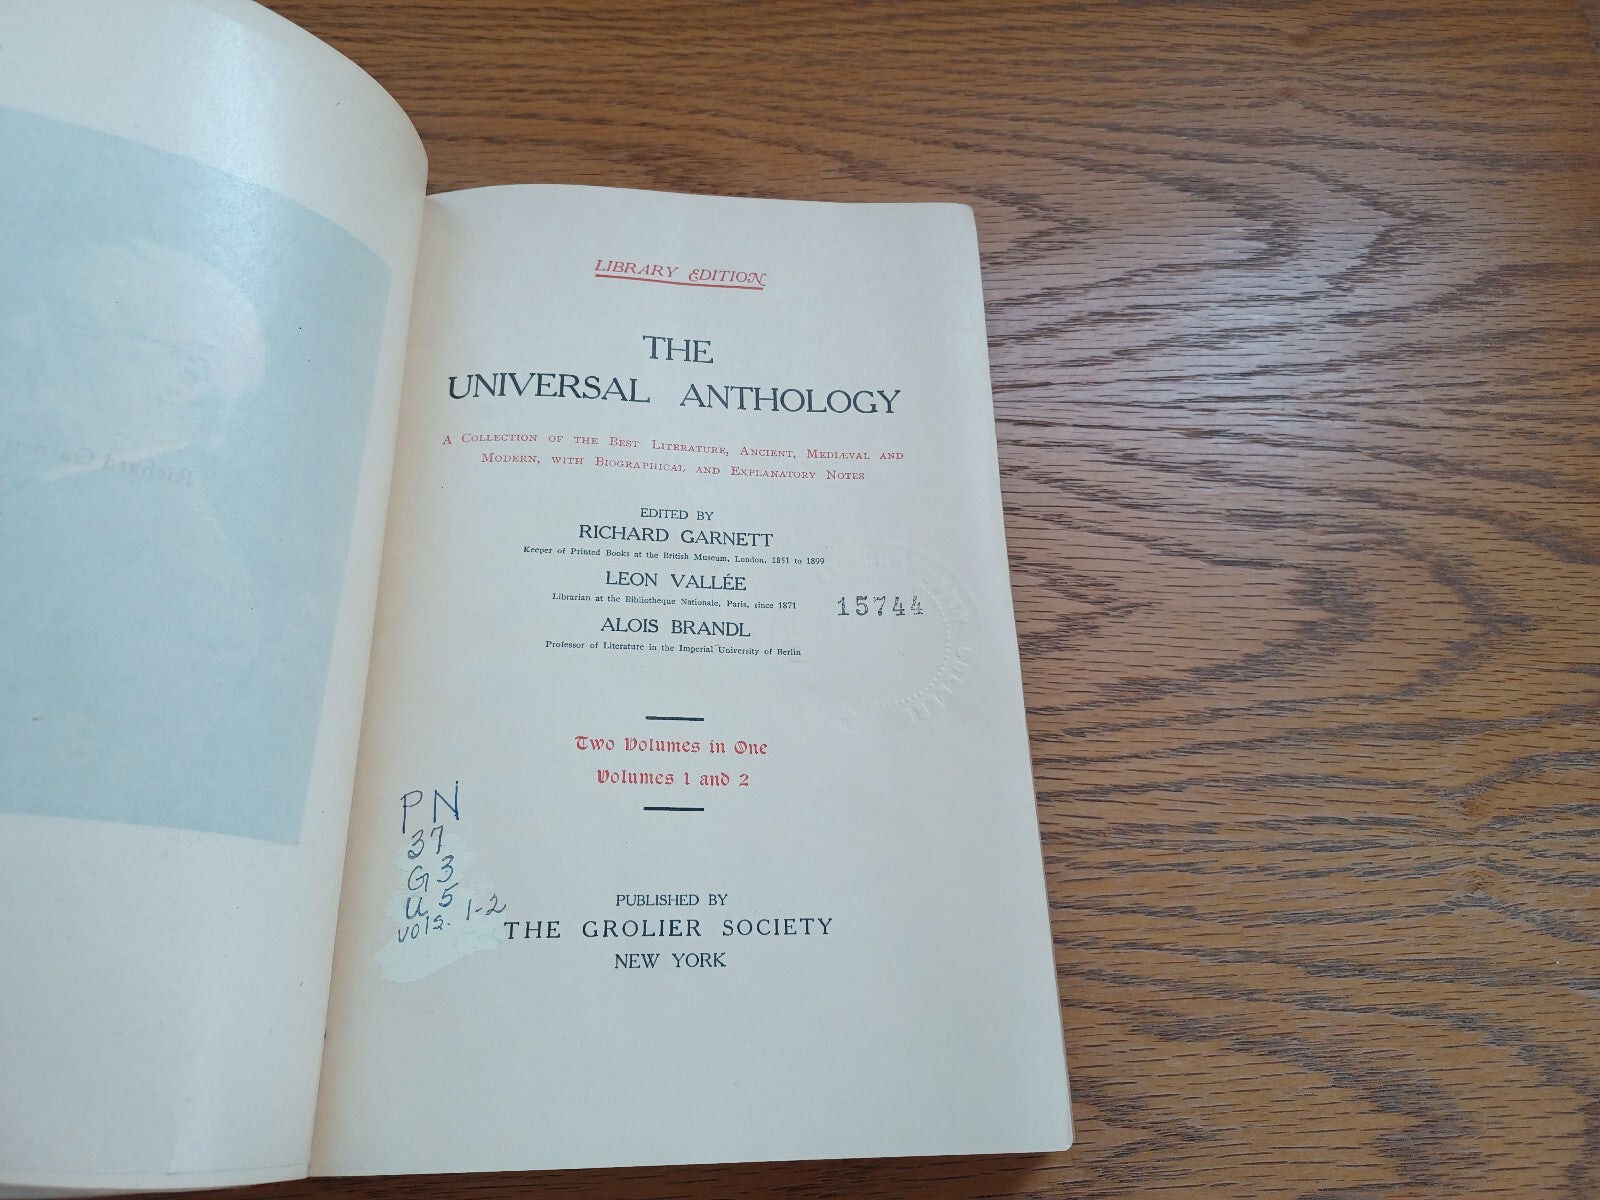 LIBRARY EDITION
THE
UNIVERSAL ANTHOLOGY
A COLLECTION OF THE BEST LITERATURE, ANCIENT, MEDIÆVAL AND
MODERN, WITH BIOGRAPHICAL AND EXPLANATORY NOTES
EDITED BY
RICHARD GARNETT
Keeper of Printed Books at the British Museum, London, 1851 to 1899
LEON VALLÉE
Librarian at the Bibliotheque Nationale, Paris, since 1871
15744
ALOIS BRANDL
Professor of Literature in the Imperial University of Berlin
Two Volumes in One
Volumes 1 and 2
PN
37
G3
U5
vols. 1-2
PUBLISHED BY
THE GROLIER SOCIETY
NEW YORK
Richard Garnett